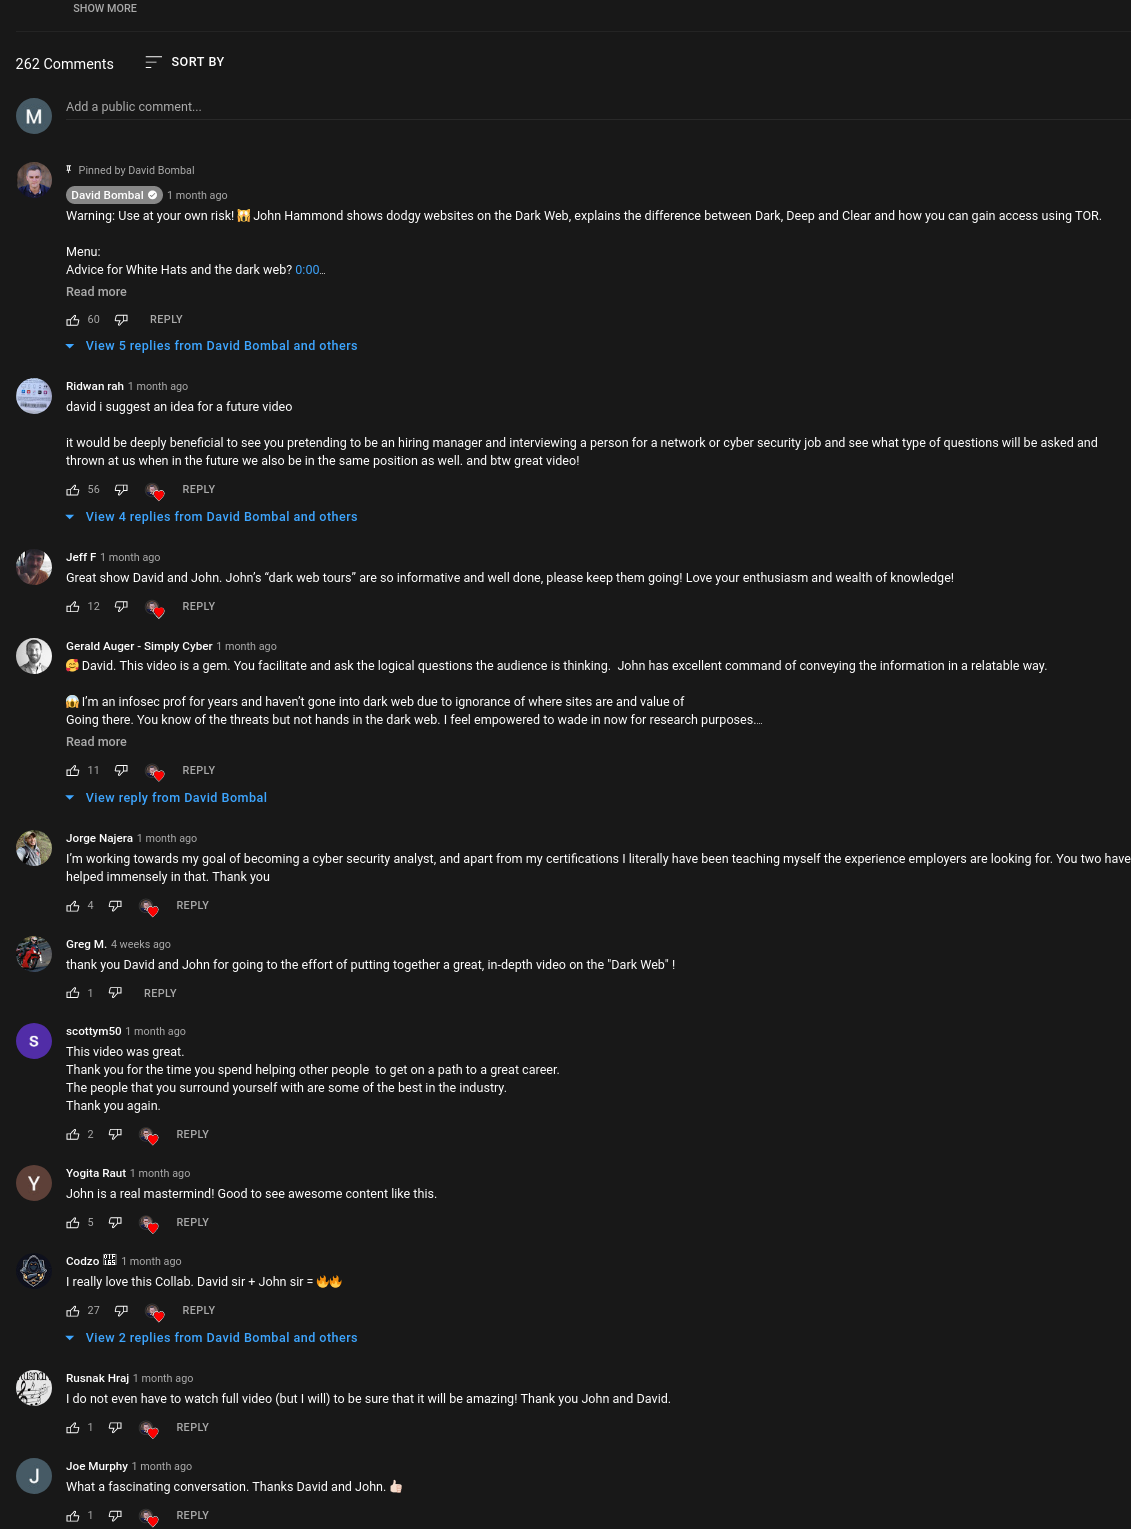 SHOW MORE
262 Comments
SORT BY
M
Add a public comment...
Pinned by David Bombal
David Bombal 1 month ago
Warning: Use at your own risk! 🙀 John Hammond shows dodgy websites on the Dark Web, explains the difference between Dark, Deep and Clear and how you can gain access using TOR.
Menu:
Advice for White Hats and the dark web? 0:00...
Read more
60 REPLY
View 5 replies from David Bombal and others
Ridwan rah 1 month ago
david i suggest an idea for a future video
it would be deeply beneficial to see you pretending to be an hiring manager and interviewing a person for a network or cyber security job and see what type of questions will be asked and
thrown at us when in the future we also be in the same position as well. and btw great video!
56 REPLY
View 4 replies from David Bombal and others
Jeff F 1 month ago
Great show David and John. John’s “dark web tours” are so informative and well done, please keep them going! Love your enthusiasm and wealth of knowledge!
12 REPLY
Gerald Auger - Simply Cyber 1 month ago
🥰 David. This video is a gem. You facilitate and ask the logical questions the audience is thinking.  John has excellent command of conveying the information in a relatable way.
😱 I’m an infosec prof for years and haven’t gone into dark web due to ignorance of where sites are and value of
Going there. You know of the threats but not hands in the dark web. I feel empowered to wade in now for research purposes....
Read more
11 REPLY
View reply from David Bombal
Jorge Najera 1 month ago
I’m working towards my goal of becoming a cyber security analyst, and apart from my certifications I literally have been teaching myself the experience employers are looking for. You two have
helped immensely in that. Thank you
4 REPLY
Greg M. 4 weeks ago
thank you David and John for going to the effort of putting together a great, in-depth video on the "Dark Web" !
1 REPLY
S
scottym50 1 month ago
This video was great.
Thank you for the time you spend helping other people  to get on a path to a great career.
The people that you surround yourself with are some of the best in the industry.
Thank you again.
2 REPLY
Y
Yogita Raut 1 month ago
John is a real mastermind! Good to see awesome content like this.
5 REPLY
Codzo 1 month ago
I really love this Collab. David sir + John sir = 🔥🔥
27 REPLY
View 2 replies from David Bombal and others
Rusnak Hraj 1 month ago
I do not even have to watch full video (but I will) to be sure that it will be amazing! Thank you John and David.
1 REPLY
J
Joe Murphy 1 month ago
What a fascinating conversation. Thanks David and John. 👍🏻
1 REPLY